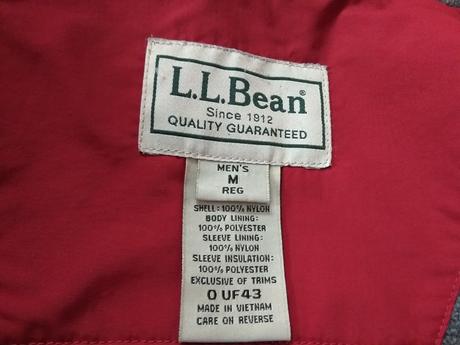 L.L.Bean®
Since 1912
QUALITY GUARANTEED
MEN'S
M
REG
SHELL: 100% NYLON
BODY LINING:
100% POLYESTER
SLEEVE LINING:
100% NYLON
SLEEVE INSULATION:
100% POLYESTER
EXCLUSIVE OF TRIMS
0 UF43
MADE IN VIETNAM
CARE ON REVERSE